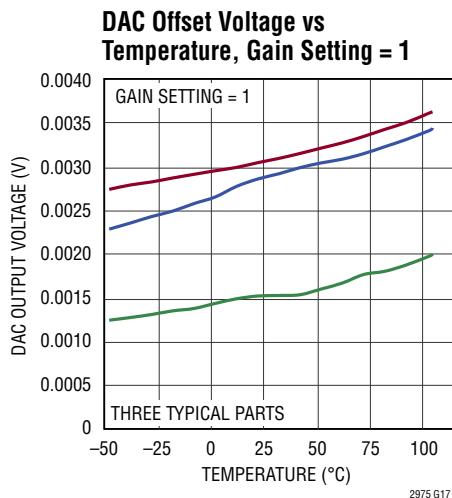 DAC Offset Voltage vs
Temperature, Gain Setting = 1
0.0040
GAIN SETTING = 1
0.0035
0.0030
0.0025
0.0020
0.0015
0.0010
0.0005
0
THREE TYPICAL PARTS
DAC OUTPUT VOLTAGE (V)
–50 –25 0 25 50 75 100
TEMPERATURE (°C)
2975 G17